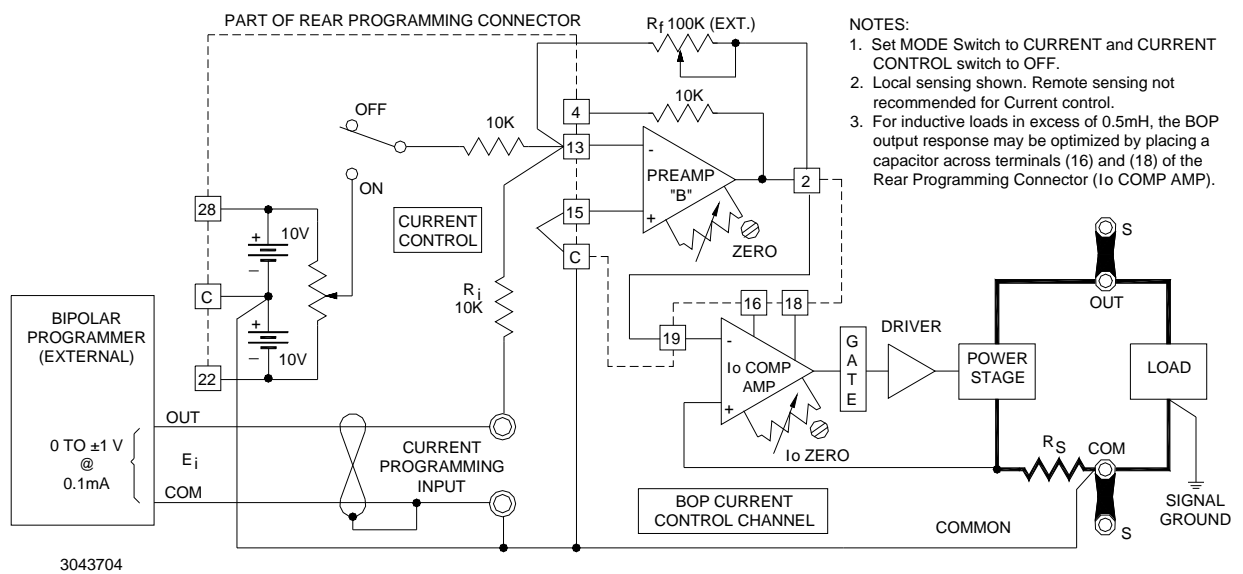 PART OF REAR PROGRAMMING CONNECTOR
Rf 100K (EXT.)
NOTES:
1. Set MODE Switch to CURRENT and CURRENT
CONTROL switch to OFF.
2. Local sensing shown. Remote sensing not
recommended for Current control.
3. For inductive loads in excess of 0.5mH, the BOP
output response may be optimized by placing a
capacitor across terminals (16) and (18) of the
Rear Programming Connector (Io COMP AMP).
OFF
10K
4
10K
13
-
PREAMP
"B"
+
2
ON
28
15
CURRENT
CONTROL
C
ZERO
+
10V
–
C
+
10V
–
22
Ri
10K
16
18
19
-
Io COMP
AMP
+
Io ZERO
GATE
DRIVER
POWER
STAGE
S
OUT
LOAD
BIPOLAR
PROGRAMMER
(EXTERNAL)
OUT
0 TO ±1 V
@
0.1mA
Ei
COM
CURRENT
PROGRAMMING
INPUT
RS
COM
BOP CURRENT
CONTROL CHANNEL
COMMON
S
SIGNAL
GROUND
3043704